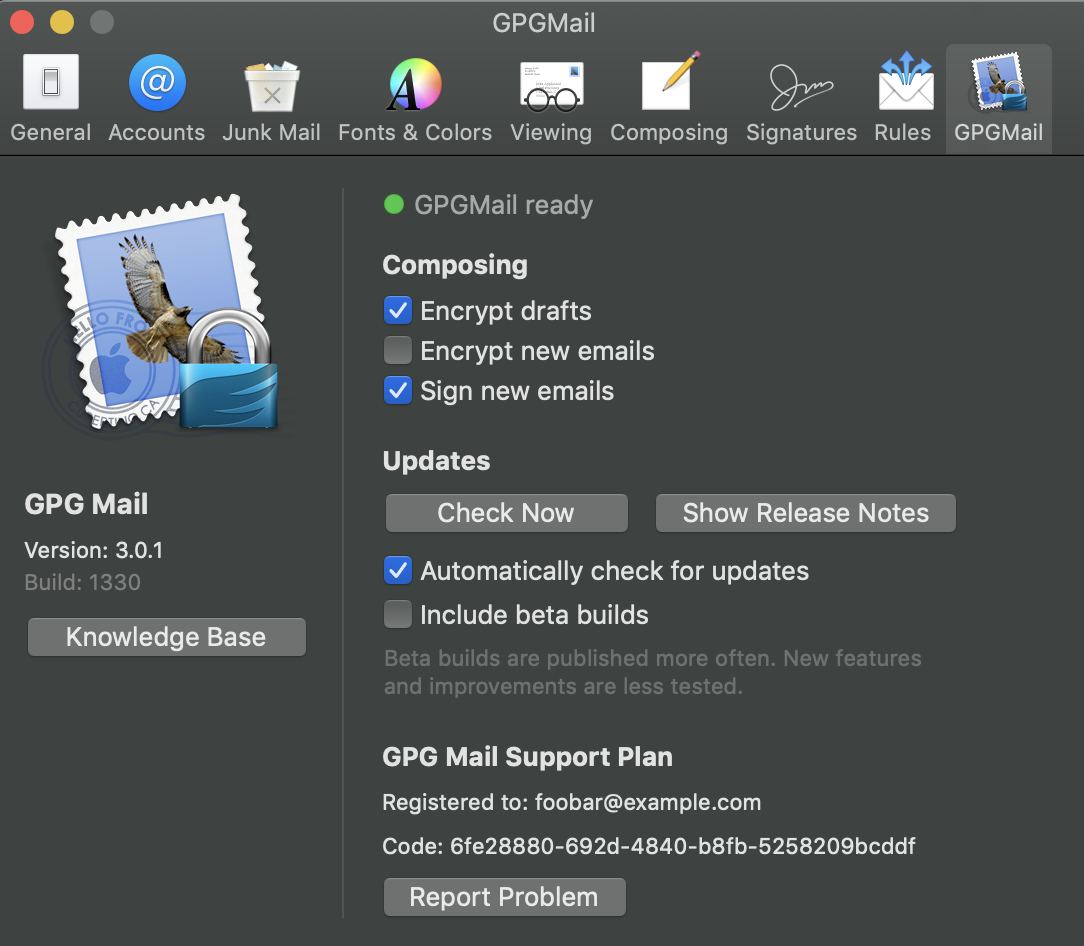 GPGMail
General Accounts Junk Mail Fonts & Colors Viewing Composing Signatures Rules GPGMail
GPGMail ready
Composing
Encrypt drafts
Encrypt new emails
Sign new emails
GPG Mail
Version: 3.0.1
Build: 1330
Knowledge Base
Updates
Check Now Show Release Notes
Automatically check for updates
Include beta builds
Beta builds are published more often. New features
and improvements are less tested.
GPG Mail Support Plan
Registered to: foobar@example.com
Code: 6fe28880-692d-4840-b8fb-5258209bcddf
Report Problem